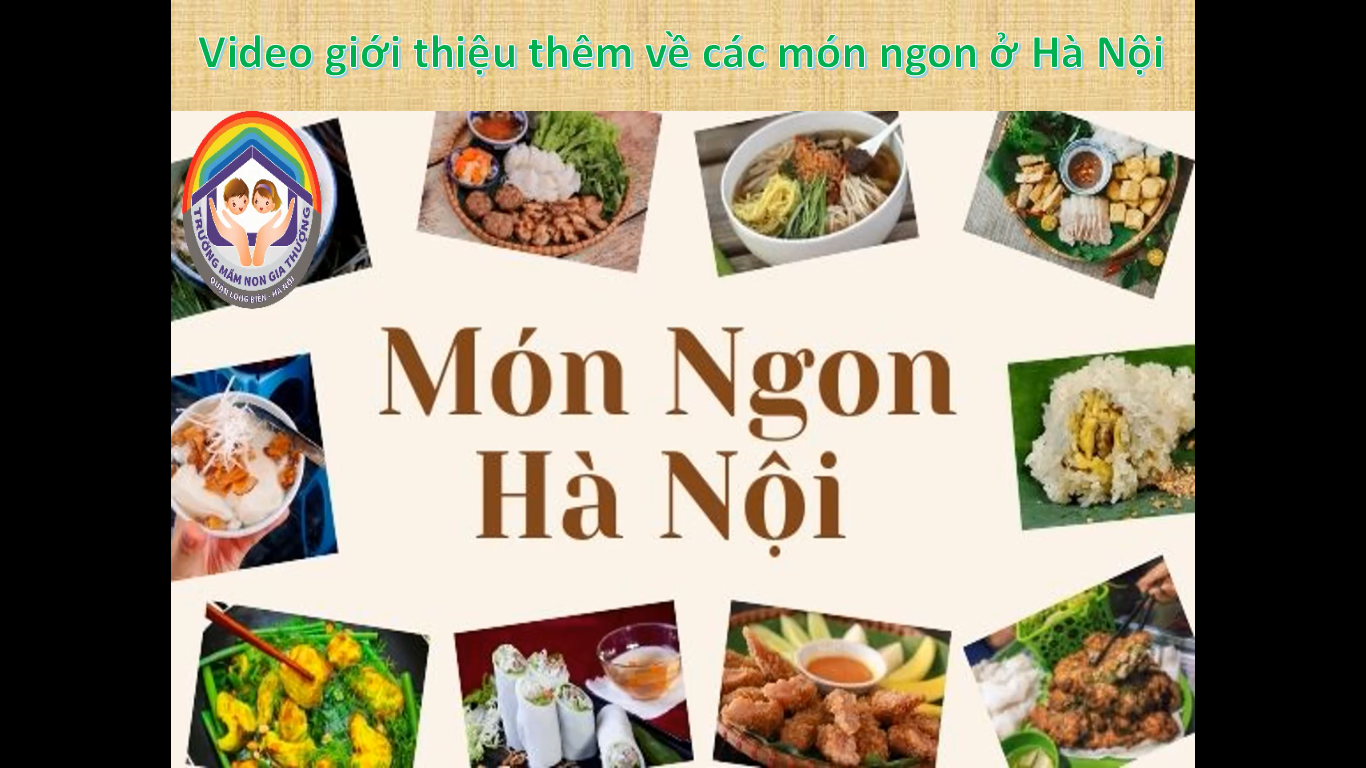 Video giới thiệu thêm về các món ngon ở Hà Nội
TRƯỜNG MẦM NON GIA THƯỢNG
QUẬN LONG BIÊN - HÀ NỘI
Món Ngon
Hà Nội